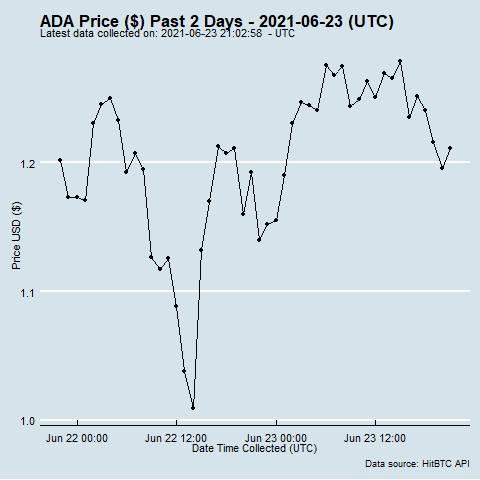 ADA Price ($) Past 2 Days - 2021-06-23 (UTC)
Latest data collected on: 2021-06-23 21:02:58  - UTC
Price USD ($)
1.2
1.1
1.0
Jun 22 00:00 Jun 22 12:00 Jun 23 00:00 Jun 23 12:00
Date Time Collected (UTC)
Data source: HitBTC API